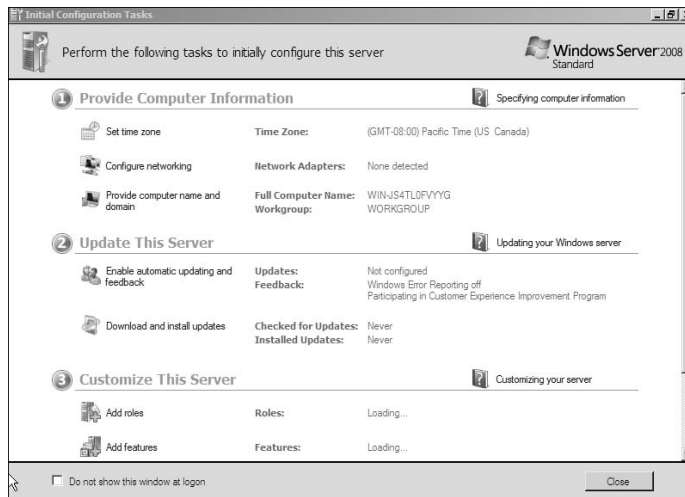 Initial Configuration Tasks
Perform the following tasks to initially configure this server
Windows Server 2008
Standard
1 Provide Computer Information
Specifying computer information
Set time zone
Time Zone:
(GMT-08:00) Pacific Time (US Canada)
Configure networking
Network Adapters:
None detected
Provide computer name and
domain
Full Computer Name:
WIN-JS4TL0FVYYG
Workgroup:
WORKGROUP
2 Update This Server
Updating your Windows server
Enable automatic updating and
feedback
Updates:
Not configured
Feedback:
Windows Error Reporting off
Participating in Customer Experience Improvement Program
Download and install updates
Checked for Updates:
Never
Installed Updates:
Never
3 Customize This Server
Customizing your server
Add roles
Roles:
Loading...
Add features
Features:
Loading...
Do not show this window at logon
Close